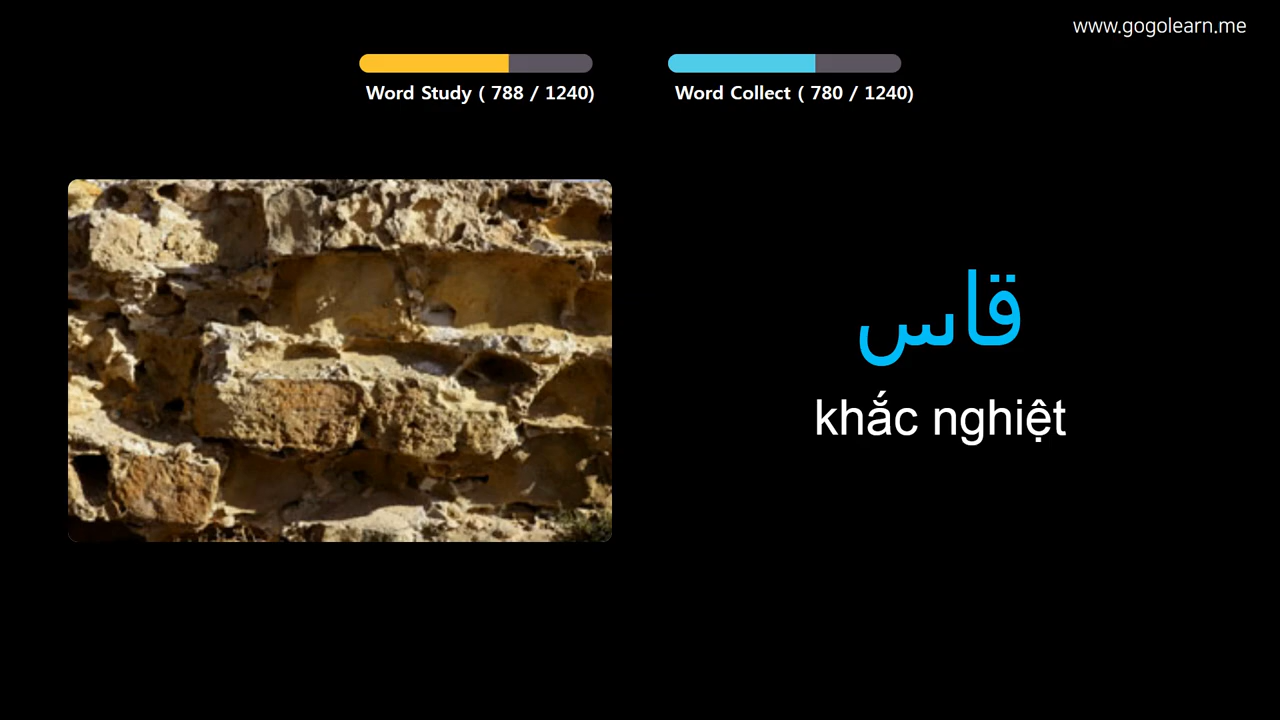 www.gogolearn.me
Word Study ( 788 / 1240)
Word Collect ( 780 / 1240)
قاس
khắc nghiệt